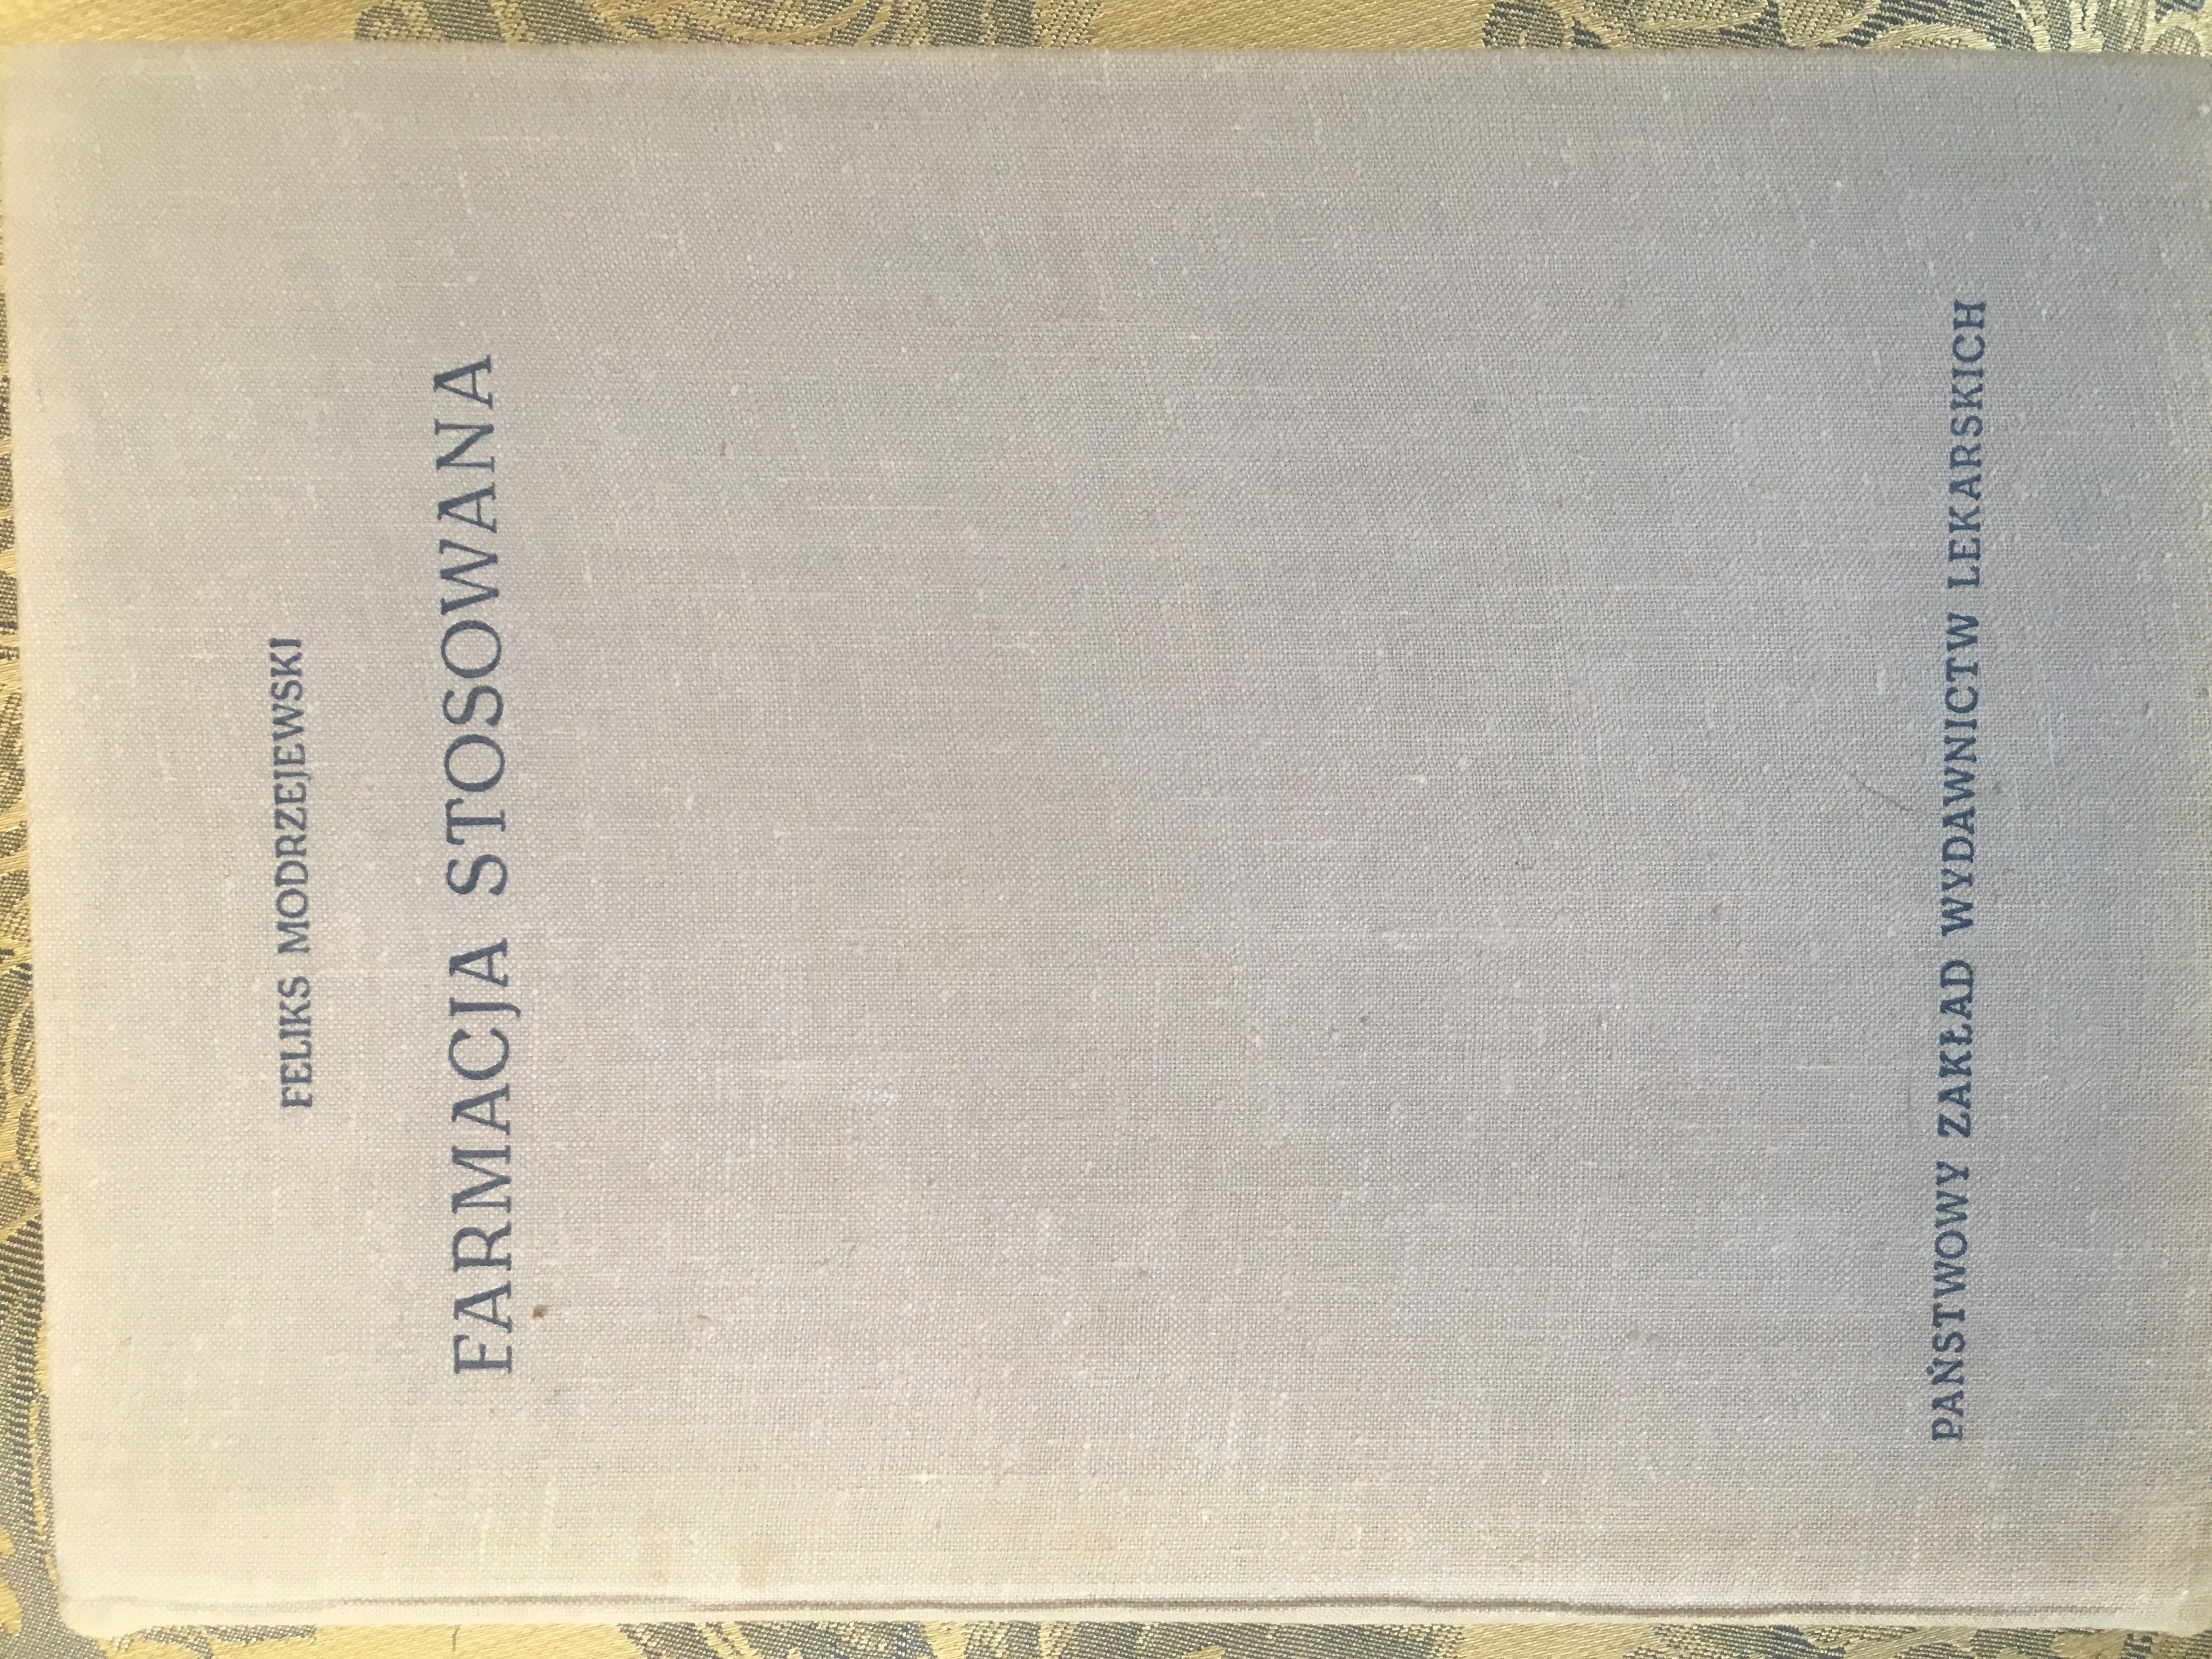 FELIKS MODRZEJEWSKI
FARMACJA STOSOWANA
PAŃSTWOWY ZAKŁAD WYDAWNICTW LEKARSKICH